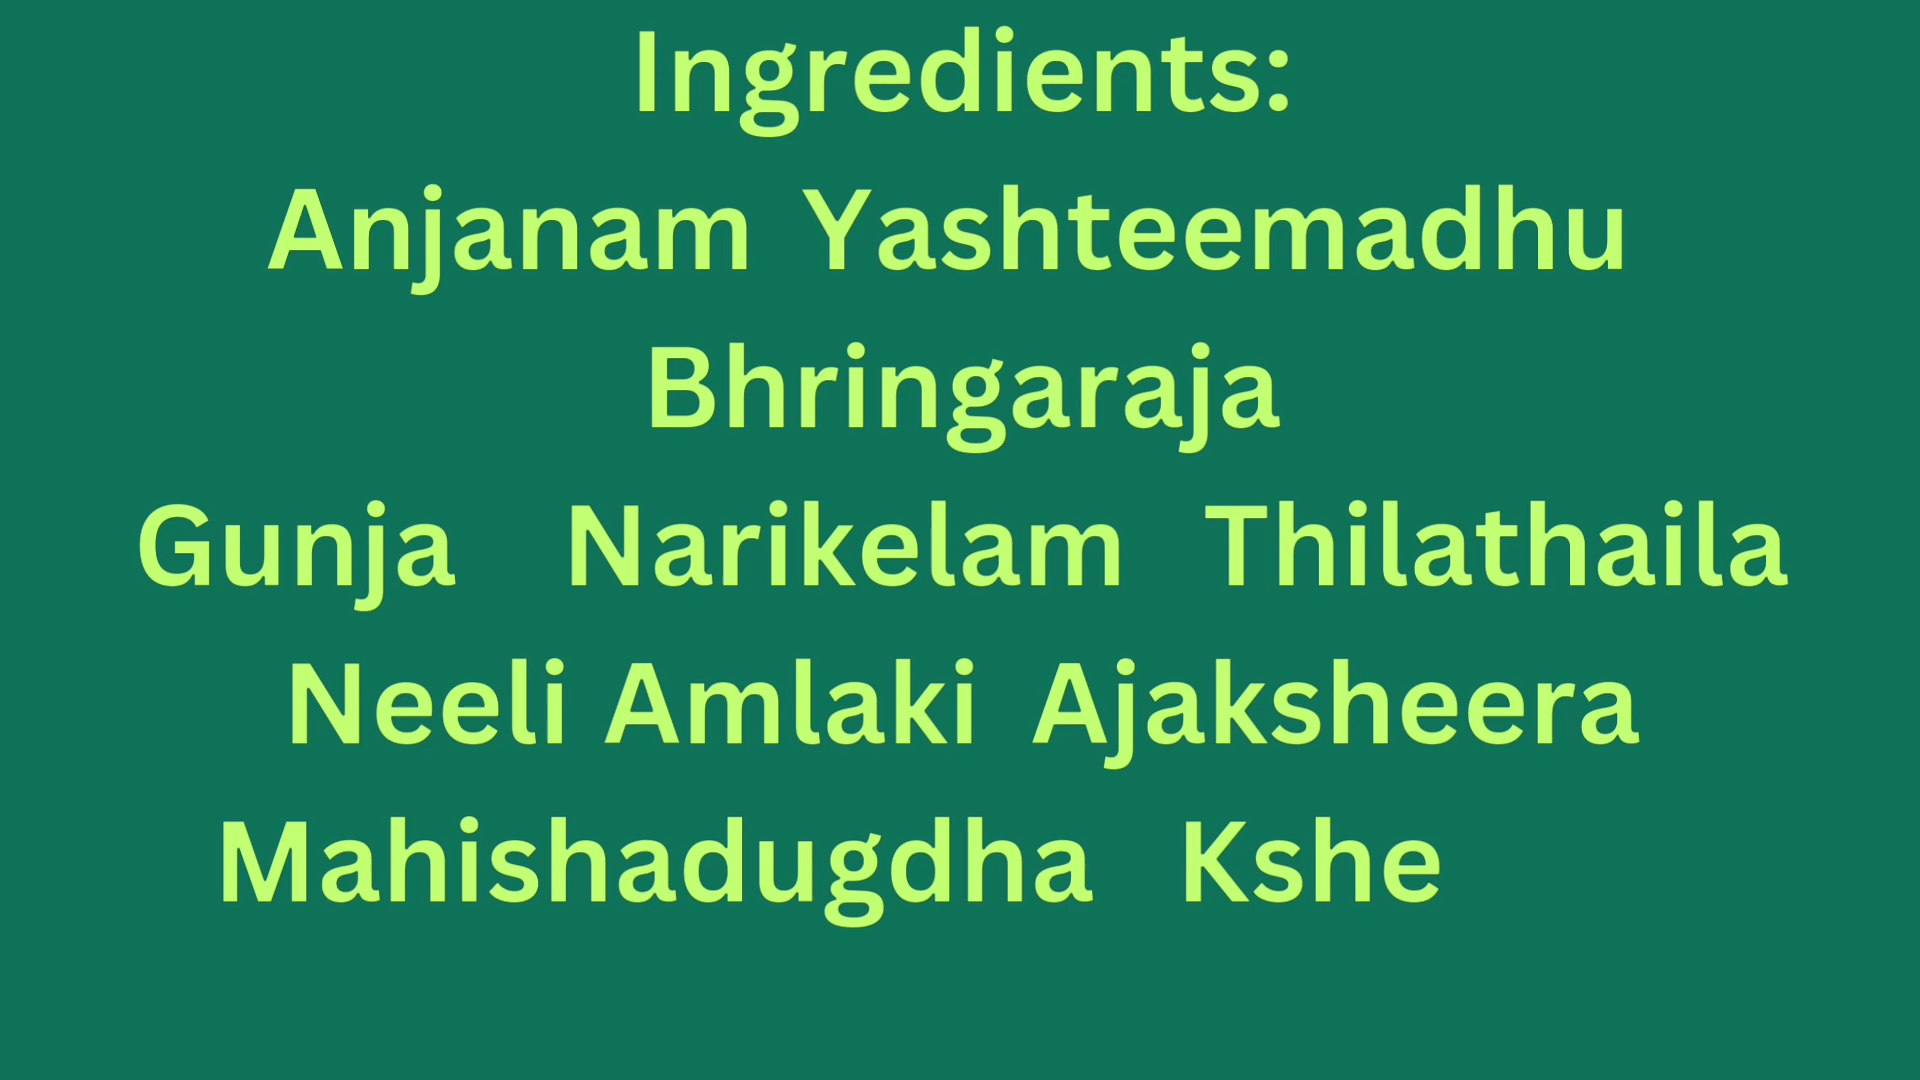 Ingredients:
Anjanam Yashteemadhu
Bhringaraja
Gunja Narikelam Thilathaila
Neeli Amlaki Ajaksheera
Mahishadugdha Kshe